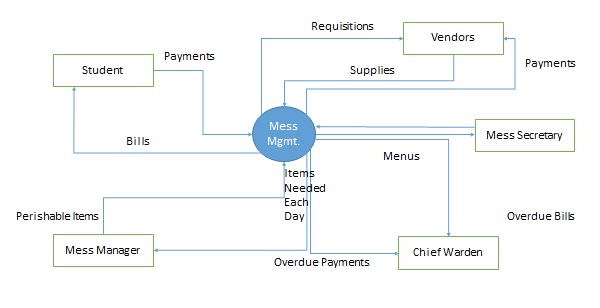 Requisitions
Vendors
Payments
Student
Supplies
Payments
Mess
Mgmt.
Mess Secretary
Bills
Menus
Items
Needed
Each
Day
Perishable Items
Overdue Bills
Mess Manager
Overdue Payments
Chief Warden